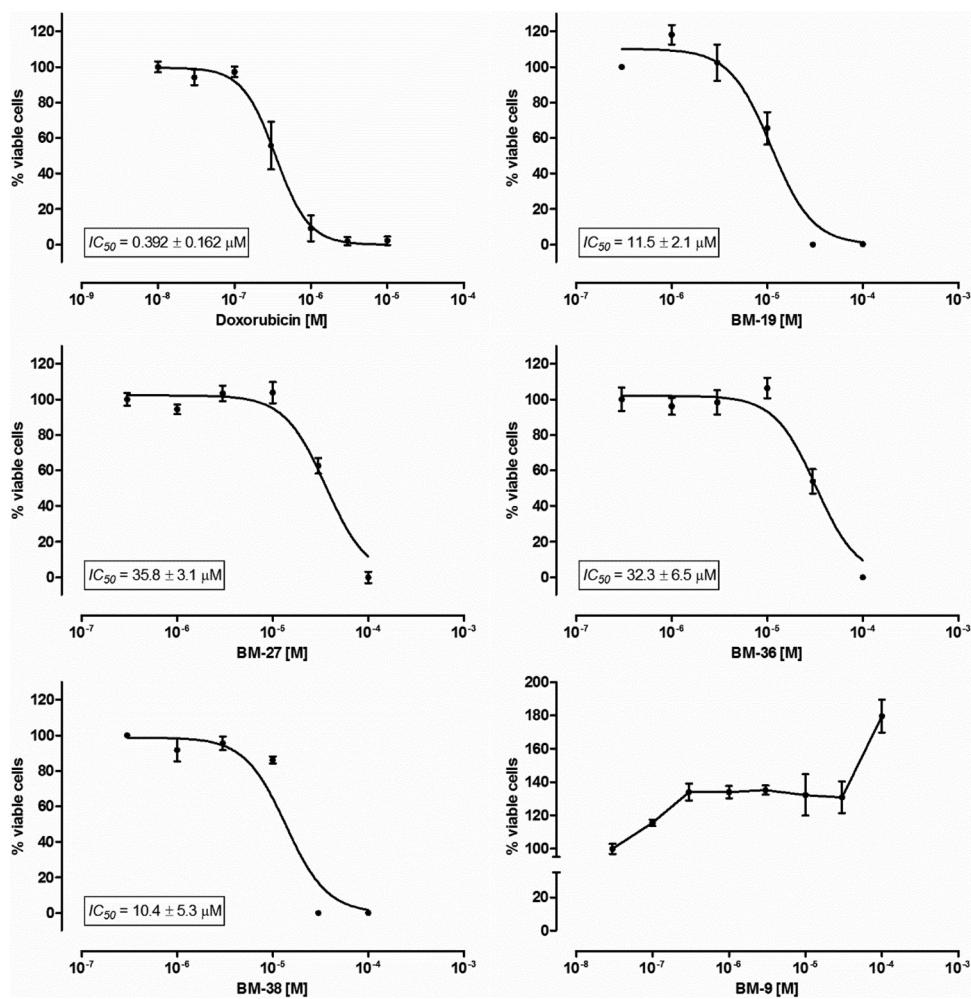 120
100
80
60
40
20
0
% viable cells
IC50 = 0.392 ± 0.162 µM
10-9 10-8 10-7 10-6 10-5 10-4
Doxorubicin [M]
120
100
80
60
40
20
0
% viable cells
IC50 = 11.5 ± 2.1 µM
10-7 10-6 10-5 10-4 10-3
BM-19 [M]
120
100
80
60
40
20
0
% viable cells
IC50 = 35.8 ± 3.1 µM
10-7 10-6 10-5 10-4 10-3
BM-27 [M]
120
100
80
60
40
20
0
% viable cells
IC50 = 32.3 ± 6.5 µM
10-7 10-6 10-5 10-4 10-3
BM-36 [M]
120
100
80
60
40
20
0
% viable cells
IC50 = 10.4 ± 5.3 µM
10-7 10-6 10-5 10-4 10-3
BM-38 [M]
200
180
160
140
120
100
20
0
% viable cells
10-8 10-7 10-6 10-5 10-4 10-3
BM-9 [M]